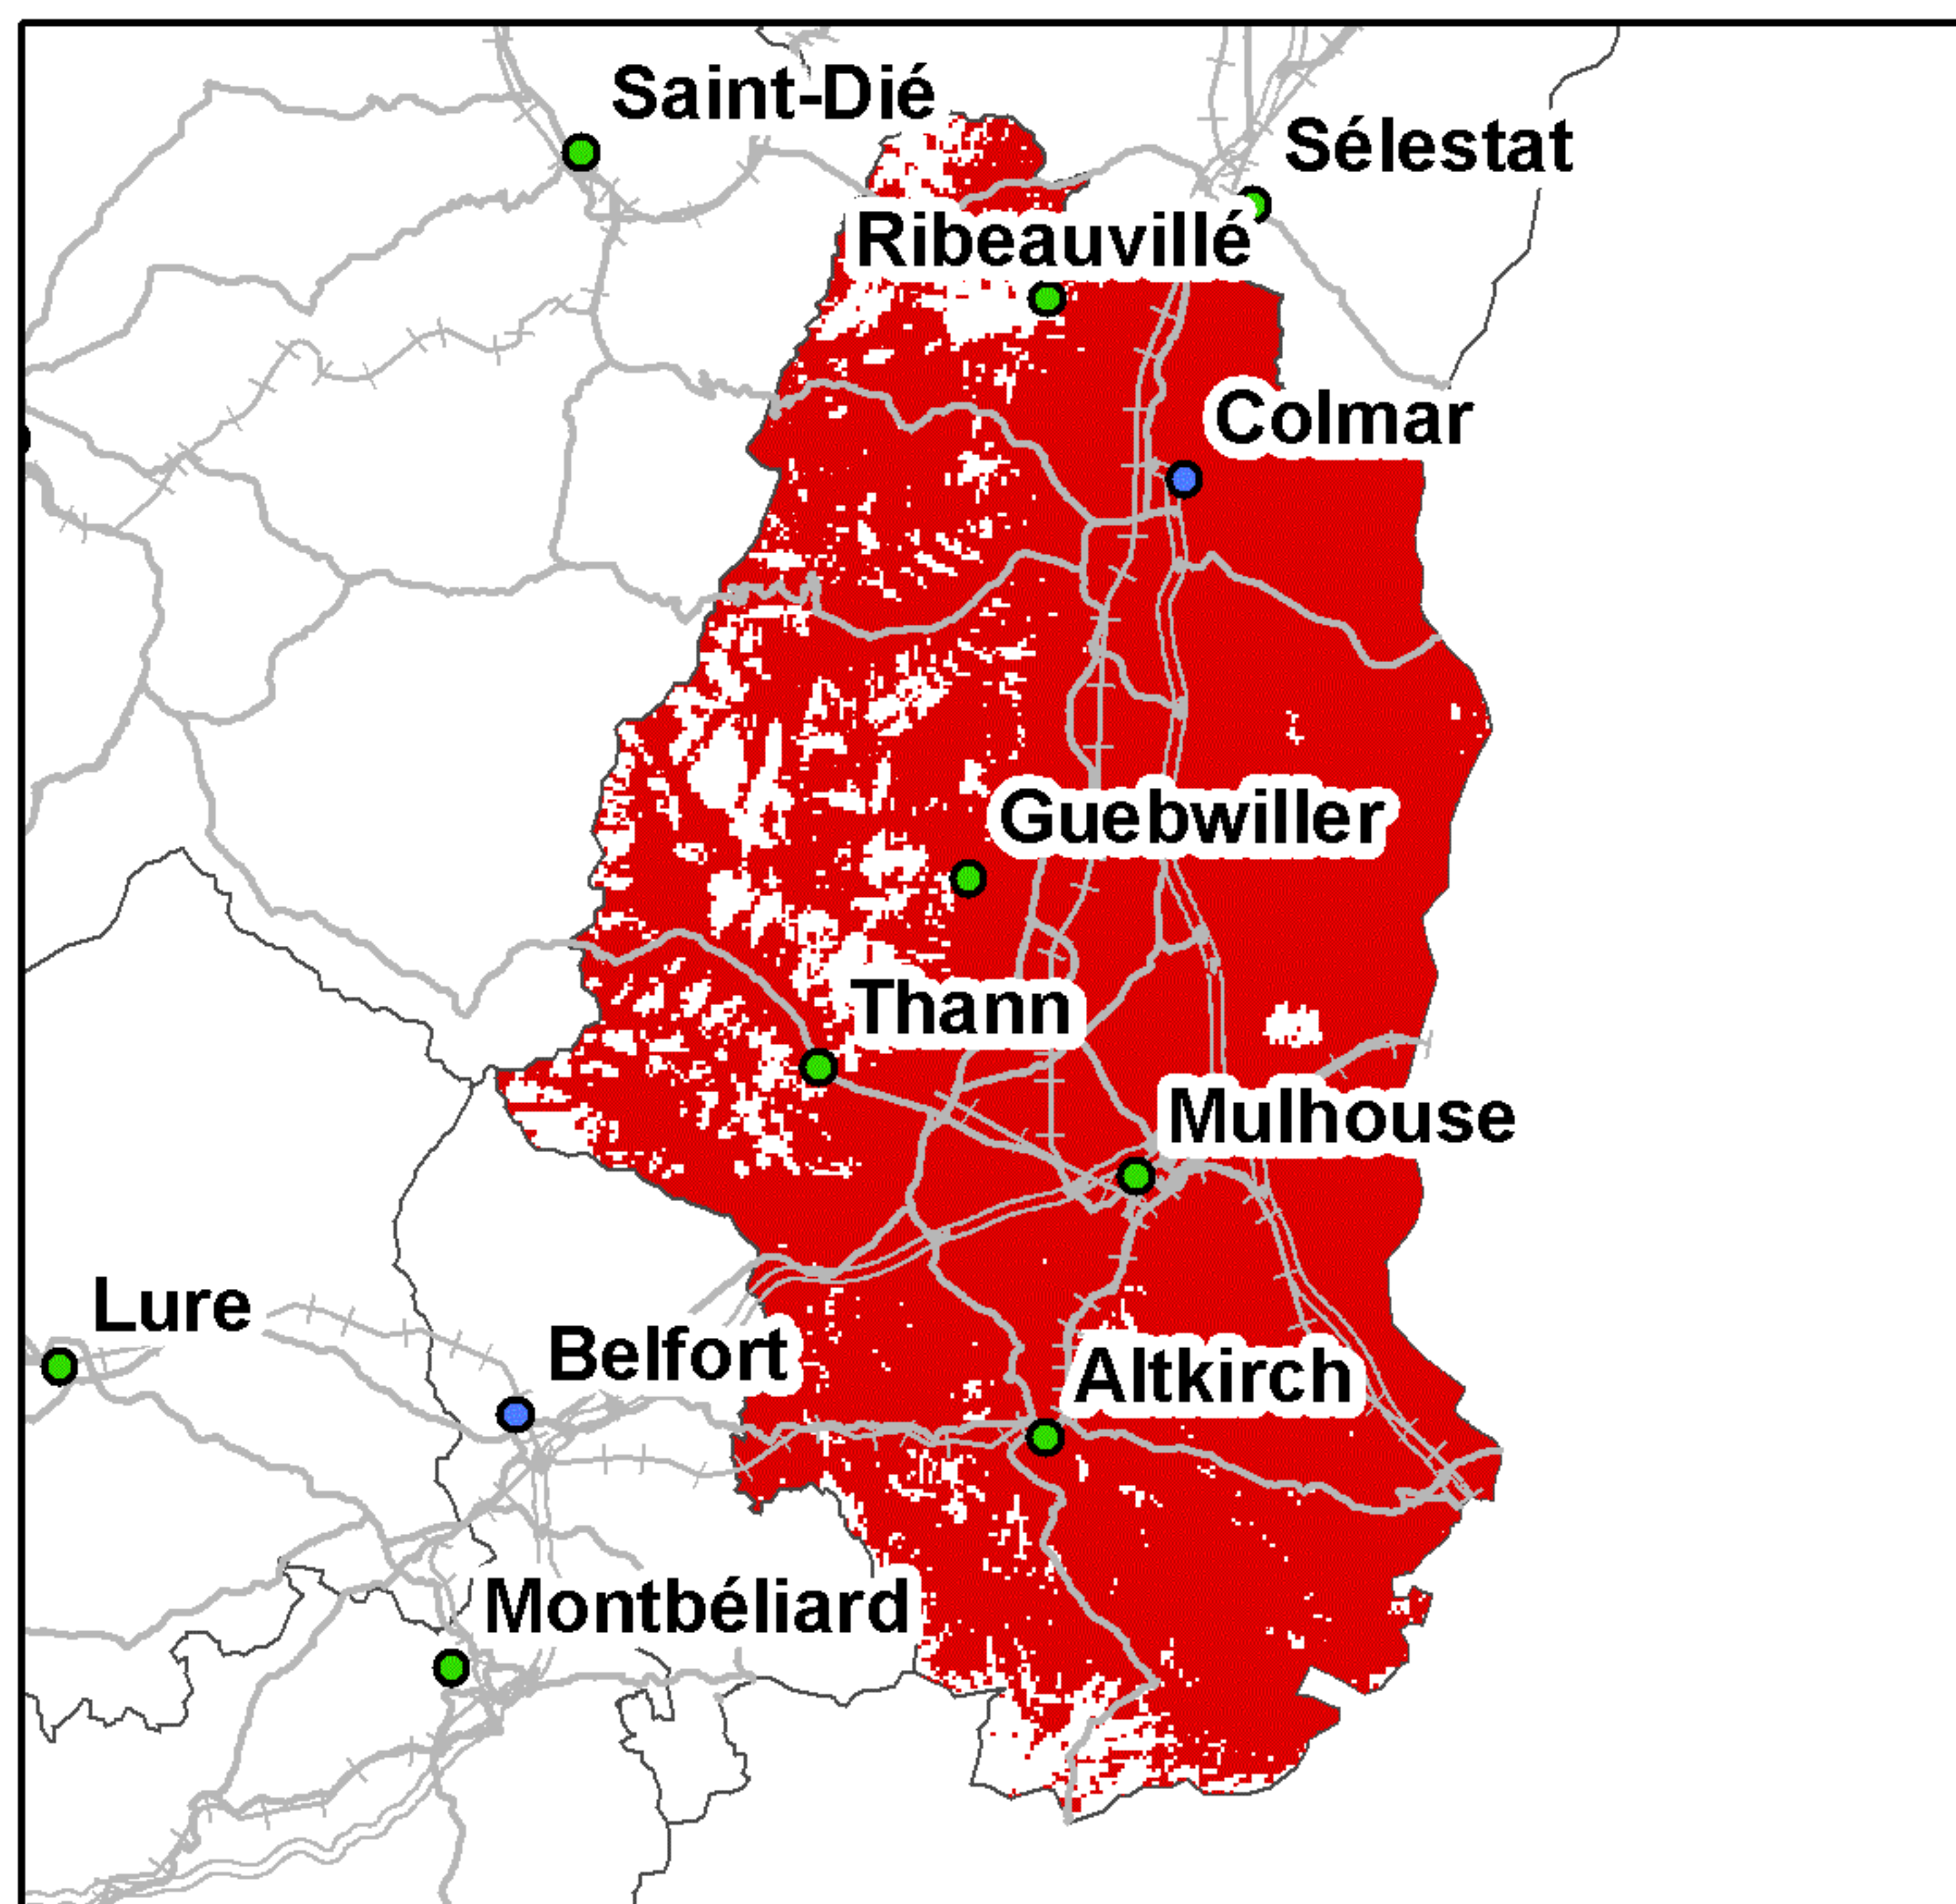 Saint-Dié
Sélestat
Ribeauvillé
Colmar
Guebwiller
Thann
Mulhouse
Lure
Belfort
Altkirch
Montbéliard